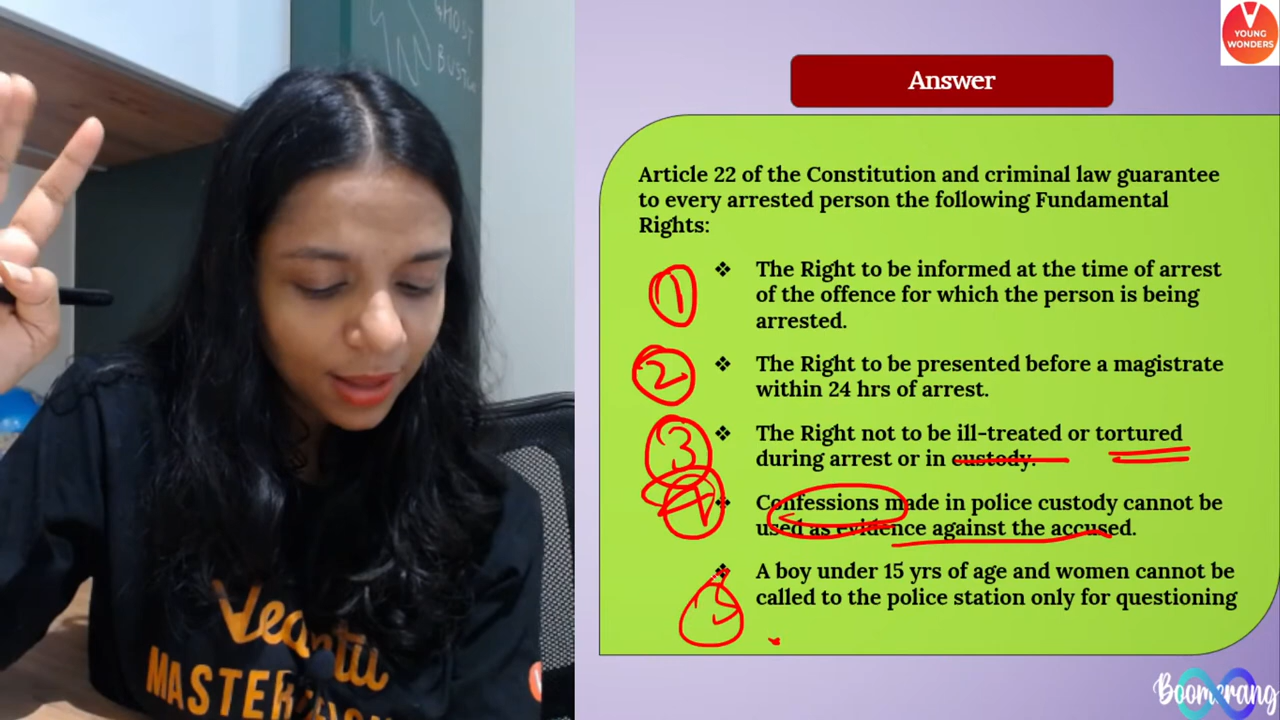 GHOST
V
YOUNG
WONDERS
Answer
Article 22 of the Constitution and criminal law guarantee
to every arrested person the following Fundamental
Rights:
1
❖ The Right to be informed at the time of arrest
of the offence for which the person is being
arrested.
2
❖ The Right to be presented before a magistrate
within 24 hrs of arrest.
3
❖ The Right not to be ill-treated or tortured
during arrest or in custody.
4
❖ Confessions made in police custody cannot be
used as evidence against the accused.
5
❖ A boy under 15 yrs of age and women cannot be
called to the police station only for questioning
.
Boomerang